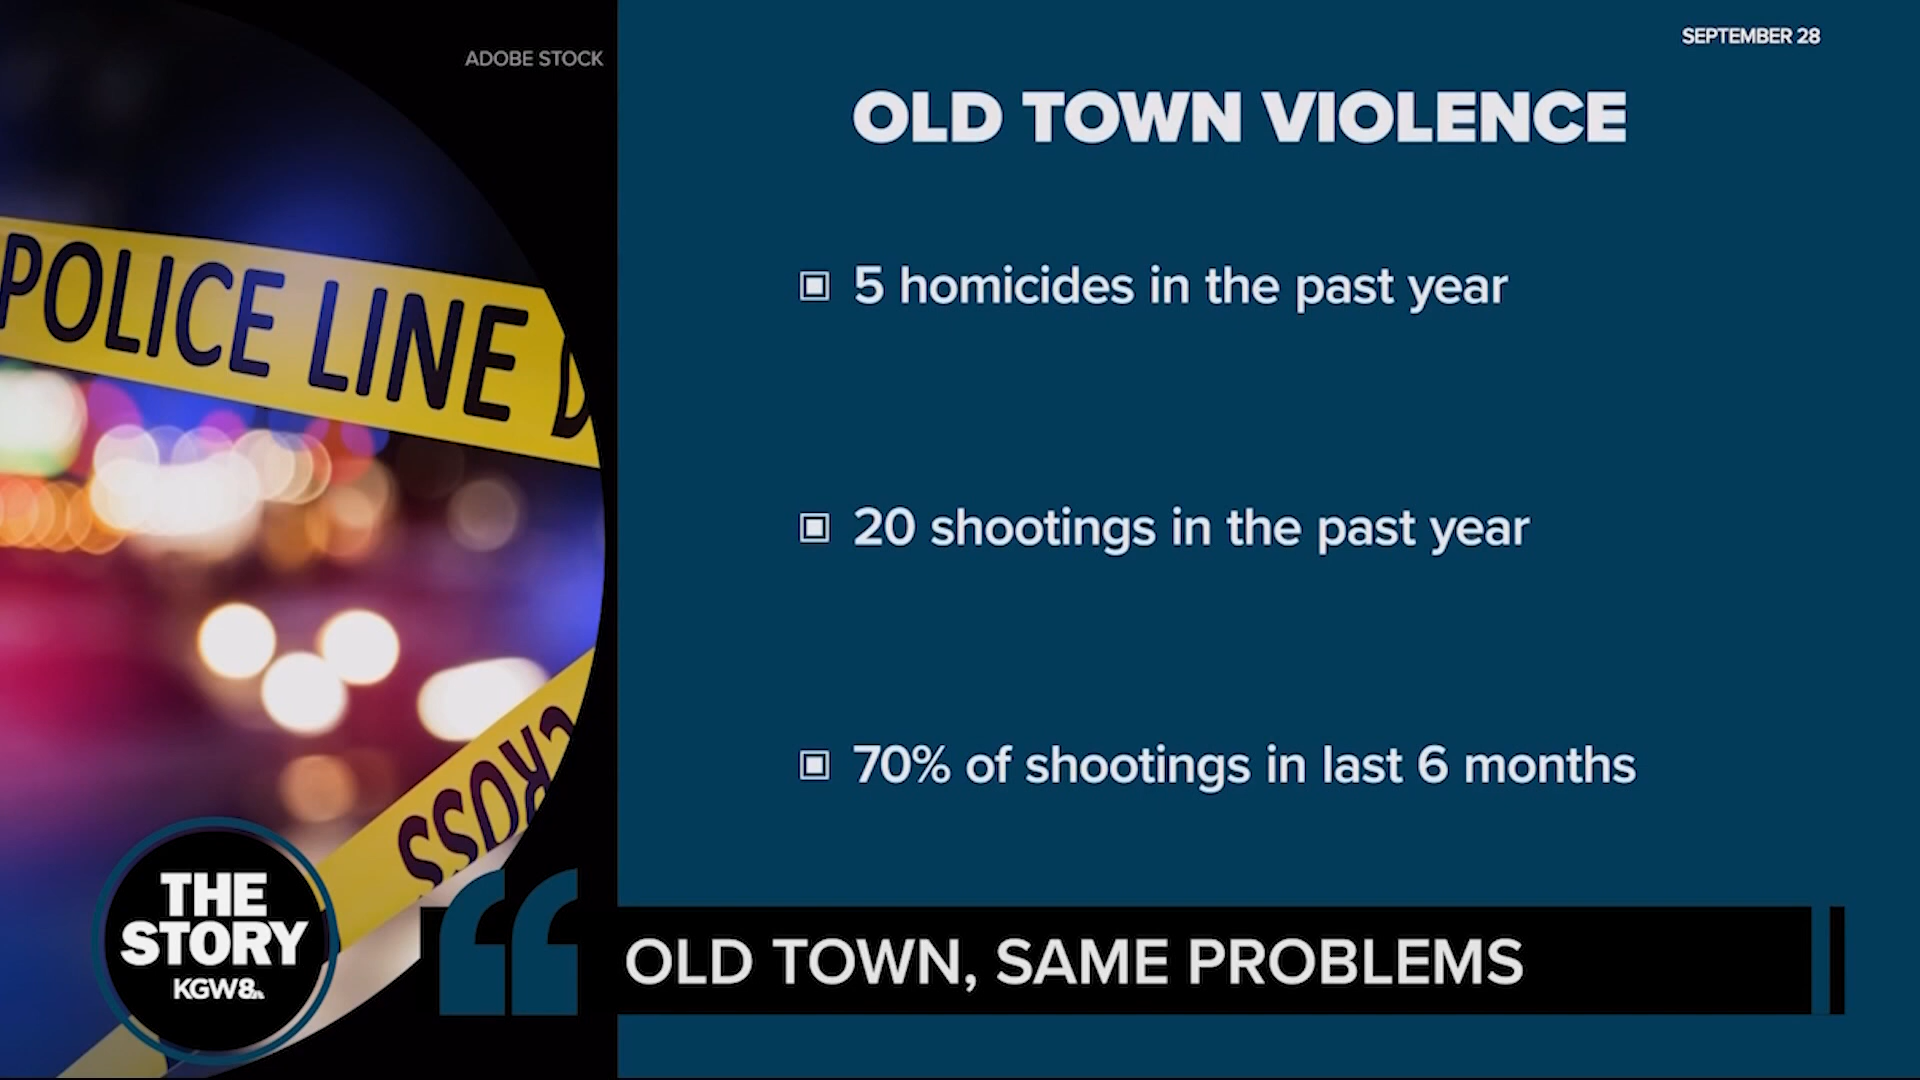 ADOBE STOCK
SEPTEMBER 28
OLD TOWN VIOLENCE
5 homicides in the past year
20 shootings in the past year
70% of shootings in last 6 months
POLICE LINE D
CROSS
THE
STORY
KGW8
OLD TOWN, SAME PROBLEMS